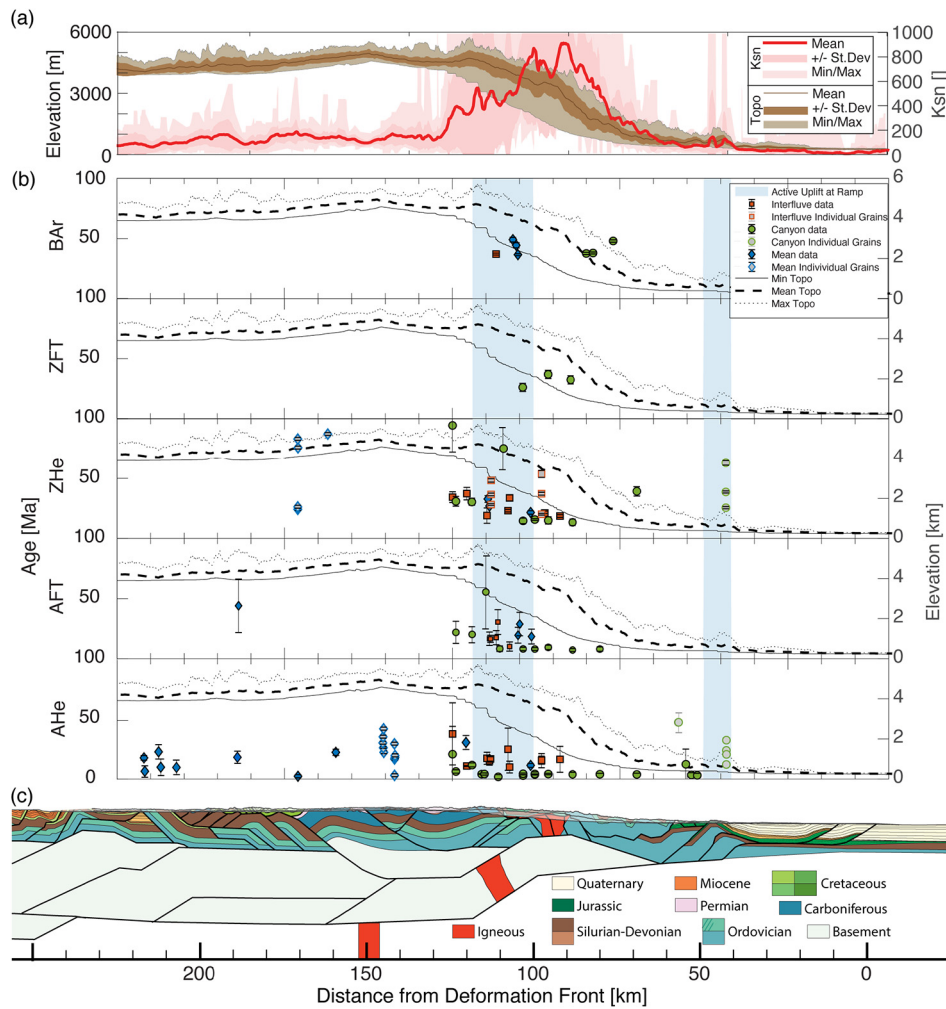 (a)
6000
3000
0
Elevation [m]
1000
800
600
400
200
0
Ksn []
Ksn
Mean
+/- St.Dev
Min/Max
Topo
Mean
+/- St.Dev
Min/Max
(b)
100
50
100
BAr
6
4
2
0
Active Uplift at Ramp
Interfluve data
Interfluve Individual Grains
Canyon data
Canyon Individual Grains
Mean data
Mean Individual Grains
Min Topo
Mean Topo
Max Topo
50
100
ZFT
4
2
0
50
100
ZHe
4
2
0
Age [Ma]
Elevation [km]
50
100
AFT
4
2
0
50
0
AHe
4
2
0
(c)
Quaternary
Miocene
Cretaceous
Jurassic
Permian
Carboniferous
Igneous
Silurian-Devonian
Ordovician
Basement
200
150
100
50
0
Distance from Deformation Front [km]